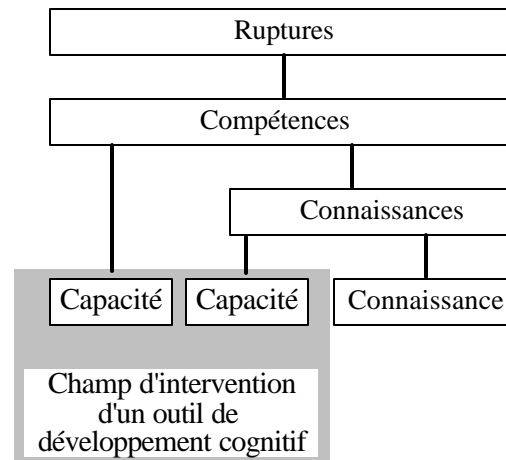 Ruptures
Compétences
Connaissances
Capacité
Capacité
Connaissance
Champ d'intervention
d'un outil de
développement cognitif